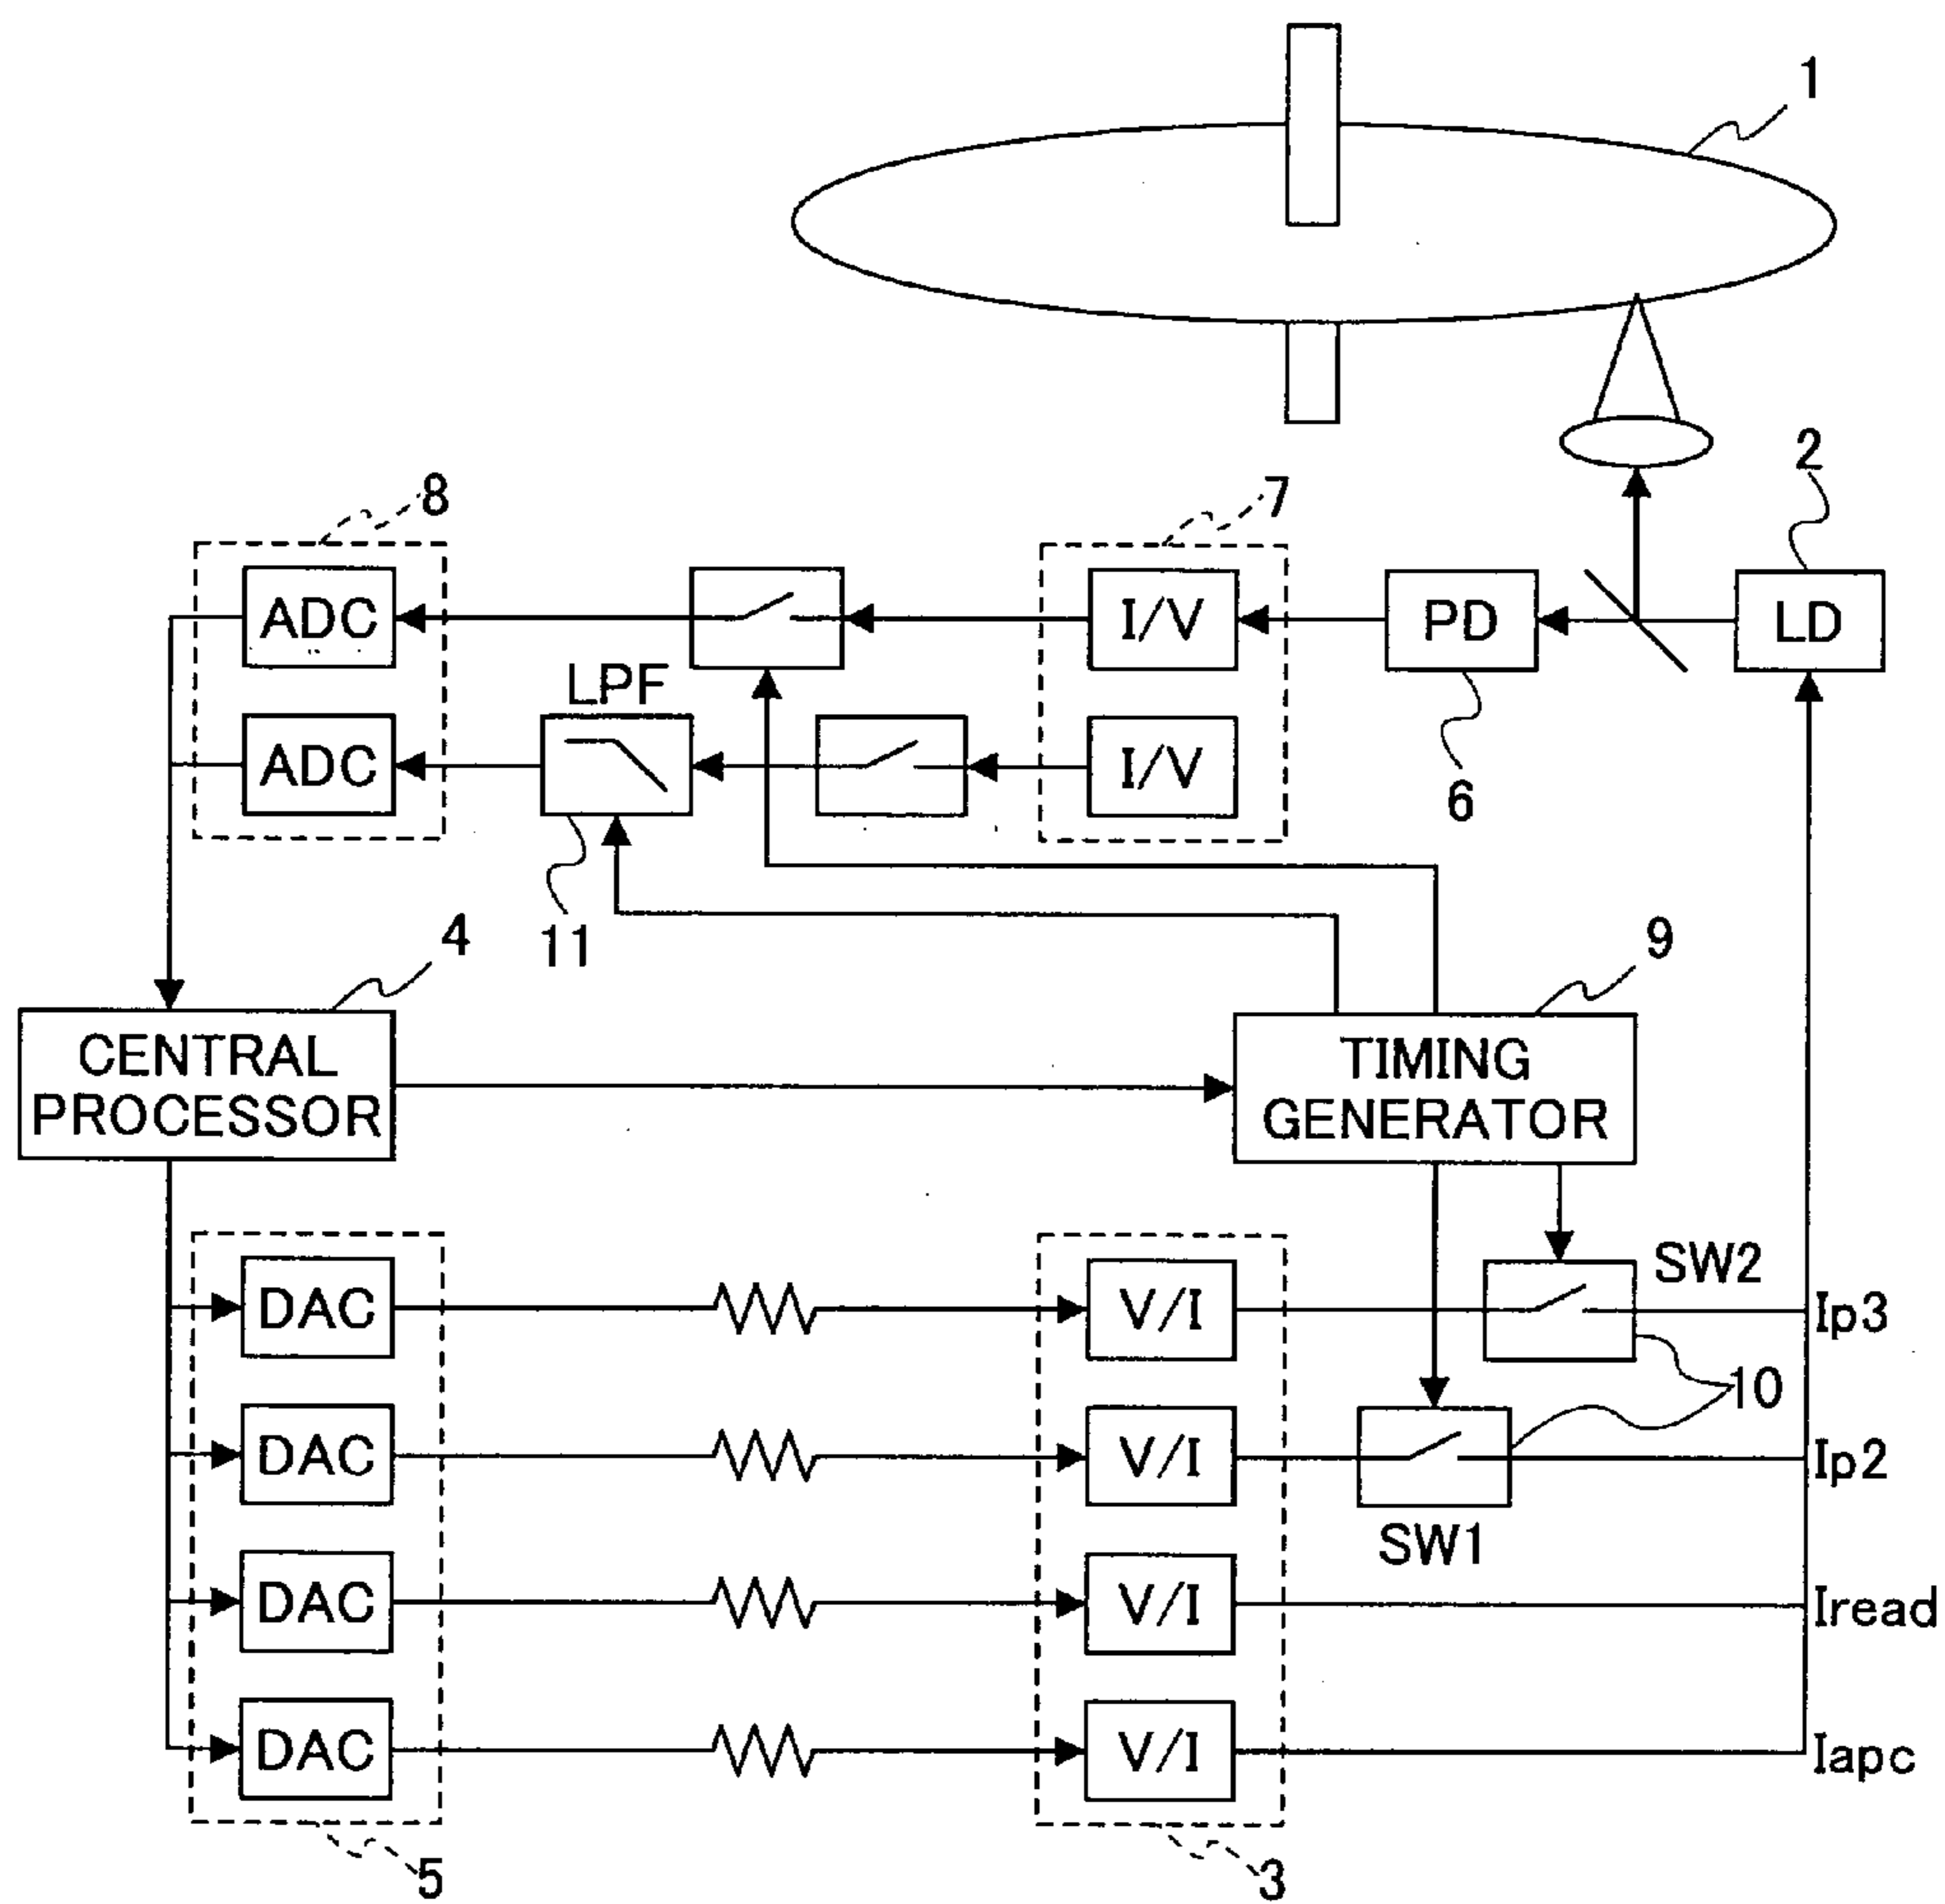 1
2
8
7
ADC
I/V
PD
LD
LPF
ADC
I/V
6
11
4
9
CENTRAL
PROCESSOR
TIMING
GENERATOR
SW2
DAC
V/I
Ip3
10
DAC
V/I
Ip2
SW1
DAC
V/I
Iread
DAC
V/I
Iapc
5
3